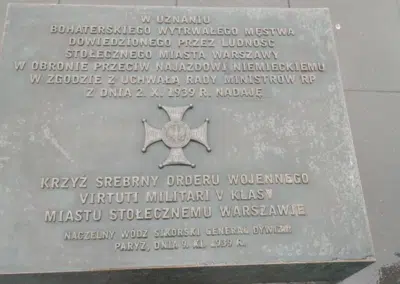 W UZNANIU
BOHATERSKIEGO WYTRWAŁEGO MĘSTWA
DOWIEDZIONEGO PRZEZ LUDNOŚĆ
STOŁECZNEGO MIASTA WARSZAWY
W OBRONIE PRZECIW NAJAZDOWI NIEMIECKIEMU
W ZGODZIE Z UCHWAŁĄ RADY MINISTRÓW RP
Z DNIA 2. X. 1939 R. NADAJĘ
KRZYŻ SREBRNY ORDERU WOJENNEGO
VIRTUTI MILITARI V KLASY
MIASTU STOŁECZNEMU WARSZAWIE
NACZELNY WÓDZ SIKORSKI GENERAŁ DYWIZJI
PARYŻ, DNIA XI. 1939 R.